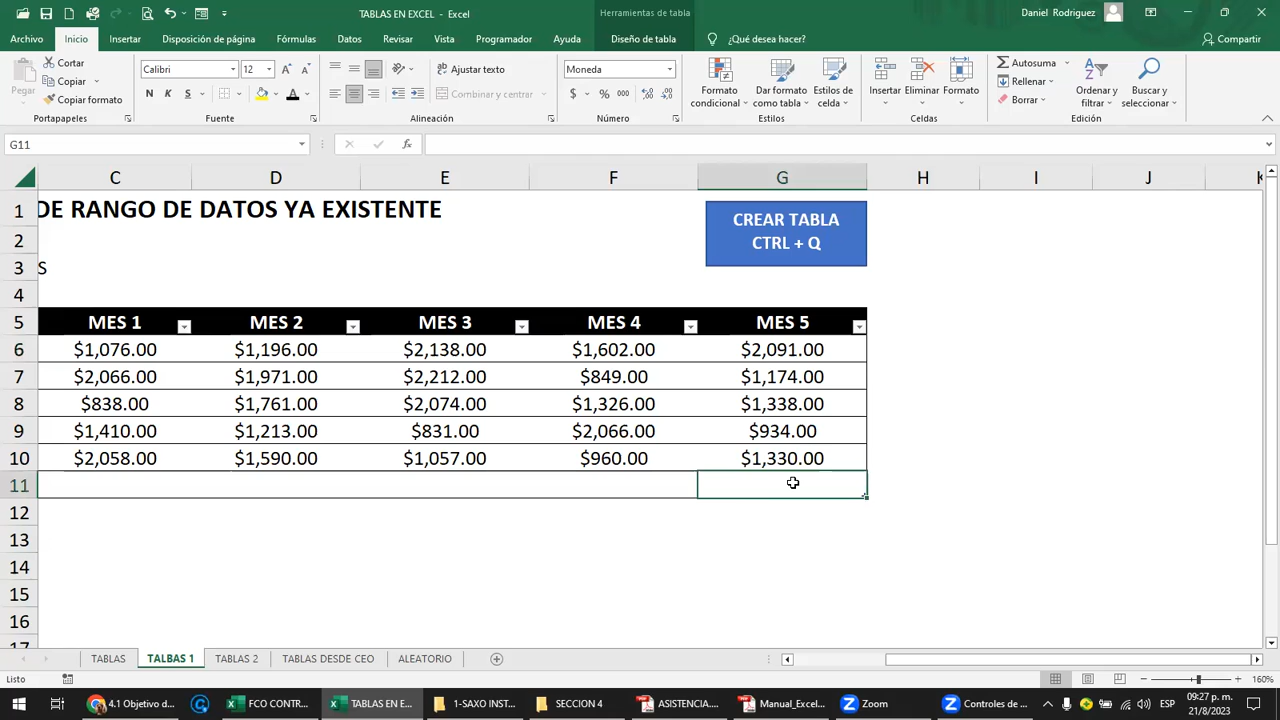 TABLAS EN EXCEL - Excel
Herramientas de tabla
Daniel Rodriguez
Archivo
Inicio
Insertar
Disposición de página
Fórmulas
Datos
Revisar
Vista
Programador
Ayuda
Diseño de tabla
¿Qué desea hacer?
Compartir
Pegar
Cortar
Copiar
Copiar formato
Portapapeles
Calibri
12
N K S
Fuente
Ajustar texto
Combinar y centrar
Alineación
Moneda
$ % 000
Número
Formato condicional
Dar formato como tabla
Estilos de celda
Estilos
Insertar
Eliminar
Formato
Celdas
Autosuma
Rellenar
Borrar
Ordenar y filtrar
Buscar y seleccionar
Edición
G11
fx
C D E F G H I J K
1 DE RANGO DE DATOS YA EXISTENTE
CREAR TABLA
CTRL + Q
2
3 S
4
5 MES 1 MES 2 MES 3 MES 4 MES 5
6 $1,076.00 $1,196.00 $2,138.00 $1,602.00 $2,091.00
7 $2,066.00 $1,971.00 $2,212.00 $849.00 $1,174.00
8 $838.00 $1,761.00 $2,074.00 $1,326.00 $1,338.00
9 $1,410.00 $1,213.00 $831.00 $2,066.00 $934.00
10 $2,058.00 $1,590.00 $1,057.00 $960.00 $1,330.00
11
12
13
14
15
16
17
TABLAS
TALBAS 1
TABLAS 2
TABLAS DESDE CEO
ALEATORIO
Listo
160%
4.1 Objetivo d...
FCO CONTR...
TABLAS EN E...
1-SAXO INST...
SECCION 4
ASISTENCIA....
Manual_Excel...
Zoom
Controles de ...
ESP
09:27 p. m.
21/8/2023